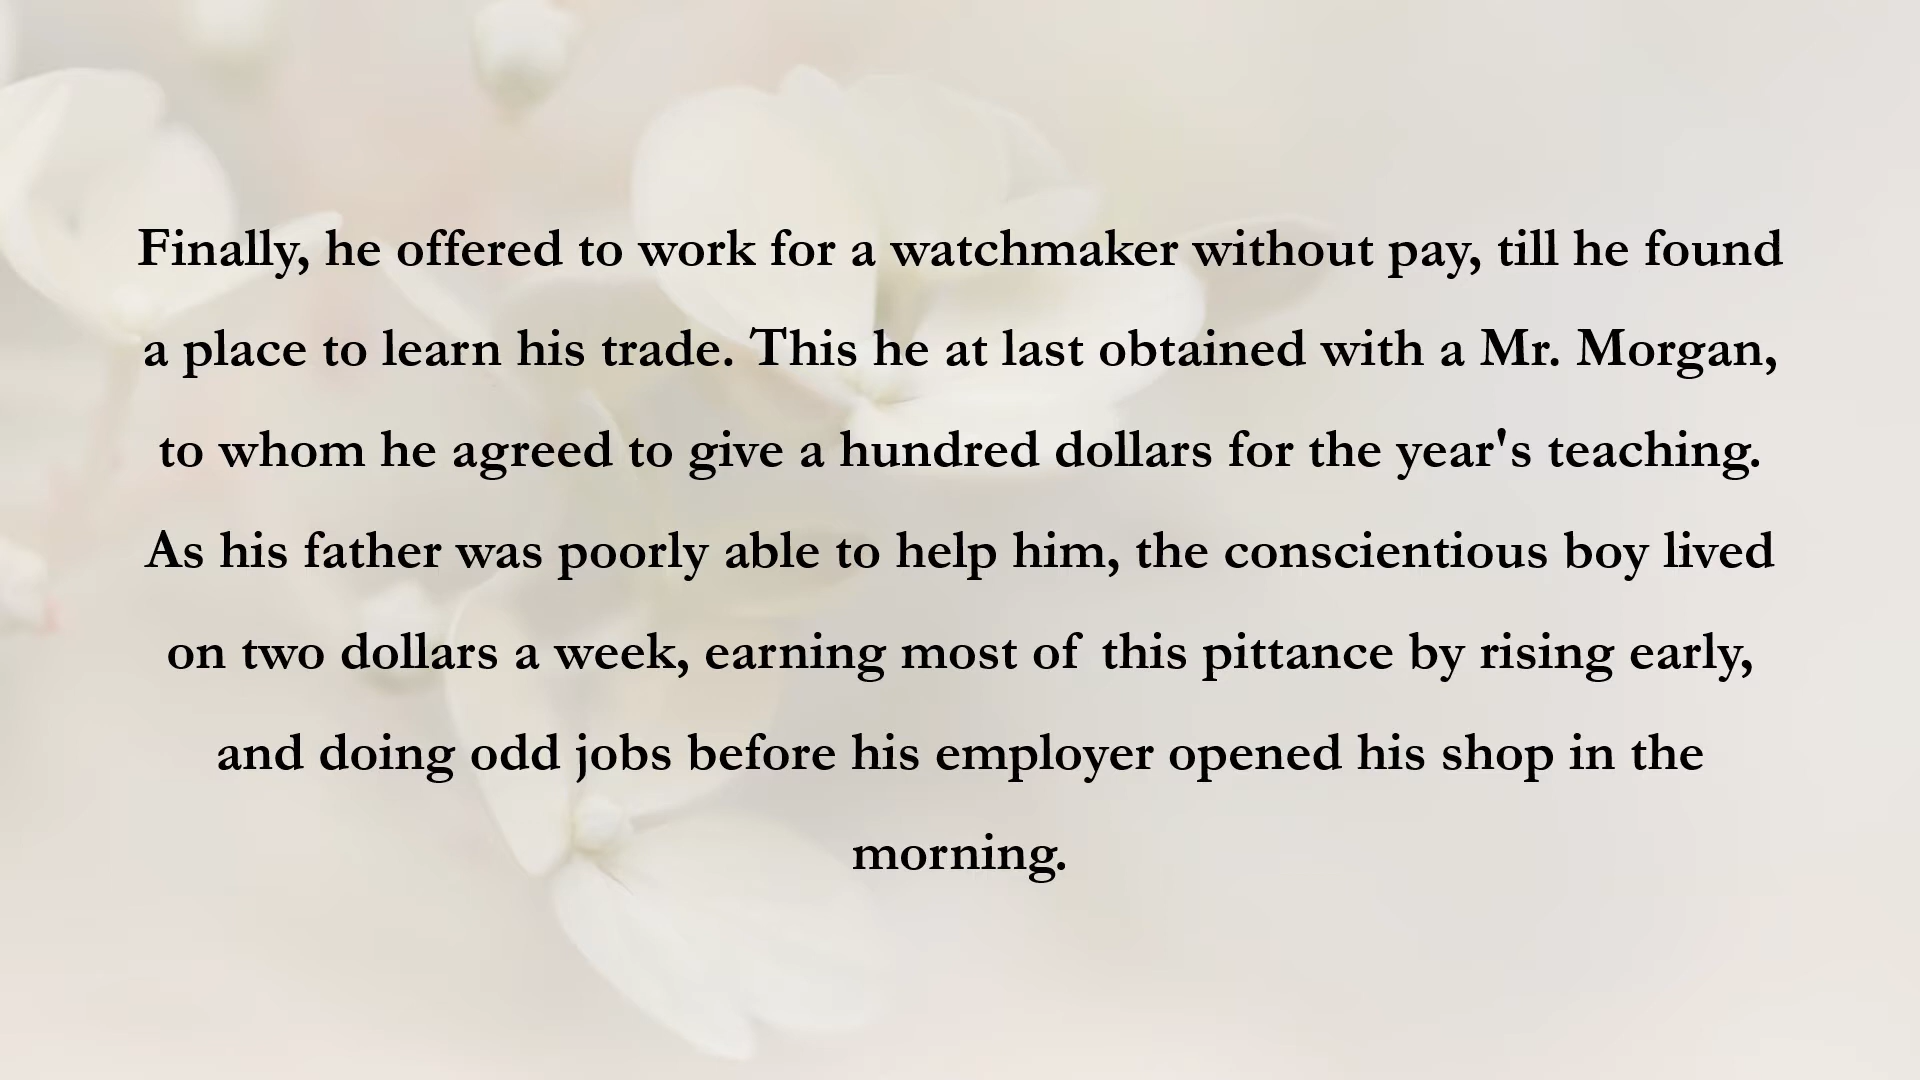 Finally, he offered to work for a watchmaker without pay, till he found
a place to learn his trade. This he at last obtained with a Mr. Morgan,
to whom he agreed to give a hundred dollars for the year's teaching.
As his father was poorly able to help him, the conscientious boy lived
on two dollars a week, earning most of this pittance by rising early,
and doing odd jobs before his employer opened his shop in the
morning.